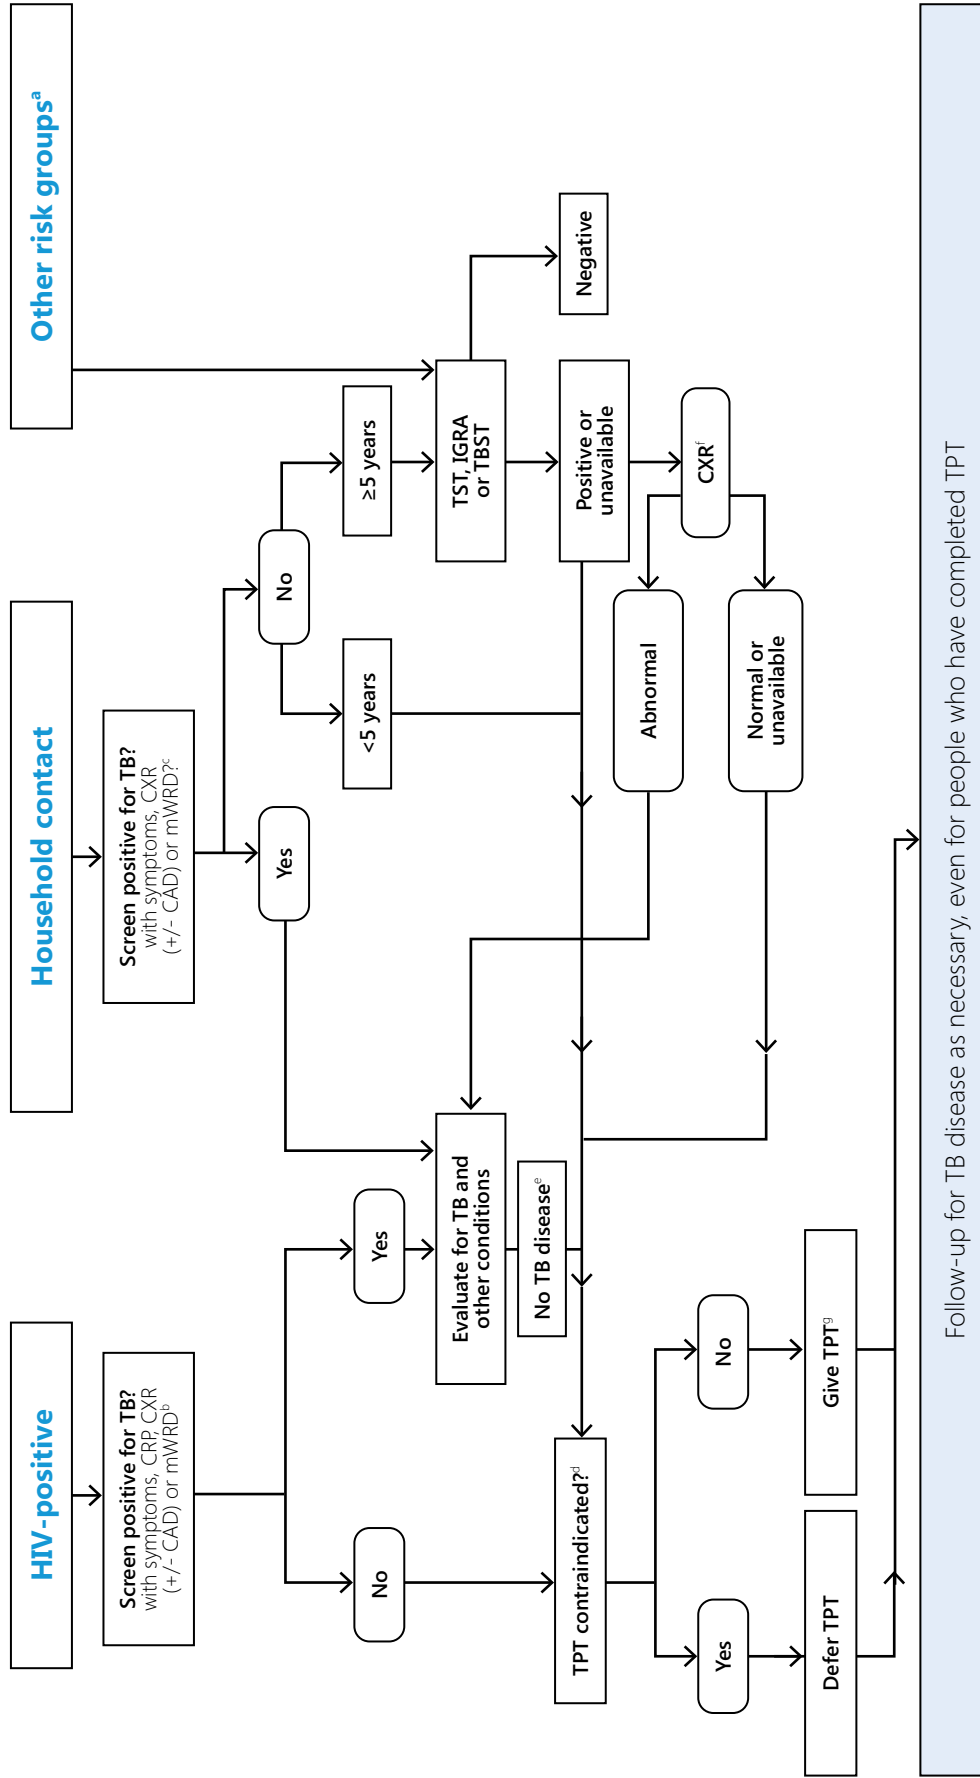 HIV-positive
Household contact
Other risk groupsᵃ
Screen positive for TB?
with symptoms, CRP, CXR
(+/- CAD) or mWRDᵇ
Screen positive for TB?
with symptoms, CXR
(+/- CAD) or mWRD?ᶜ
Yes
No
No
Yes
<5 years
≥5 years
Evaluate for TB and
other conditions
TST, IGRA
or TBST
No TB diseaseᵉ
Positive or
unavailable
Negative
TPT contraindicated?ᵈ
Abnormal
CXRᶠ
Yes
No
Normal or
unavailable
Defer TPT
Give TPTᵍ
Follow-up for TB disease as necessary, even for people who have completed TPT